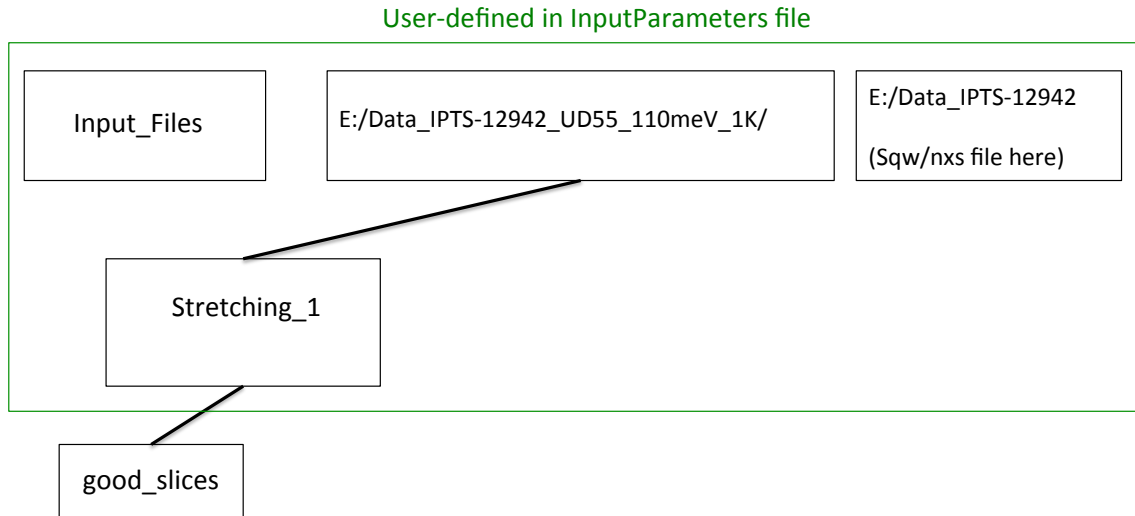 User-defined in InputParameters file
Input_Files
E:/Data_IPTS-12942_UD55_110meV_1K/
E:/Data_IPTS-12942
(Sqw/nxs file here)
Stretching_1
good_slices